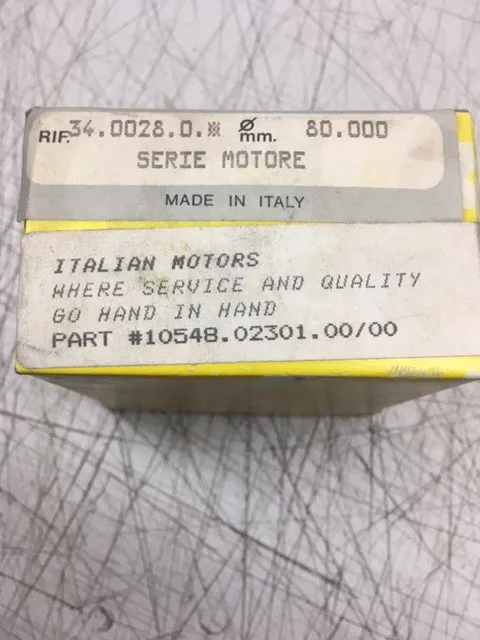 RIF. 34.0028.0.※ Ø mm. 80.000
SERIE MOTORE
MADE IN ITALY
ITALIAN MOTORS
WHERE SERVICE AND QUALITY
GO HAND IN HAND
PART #10548.02301.00/00